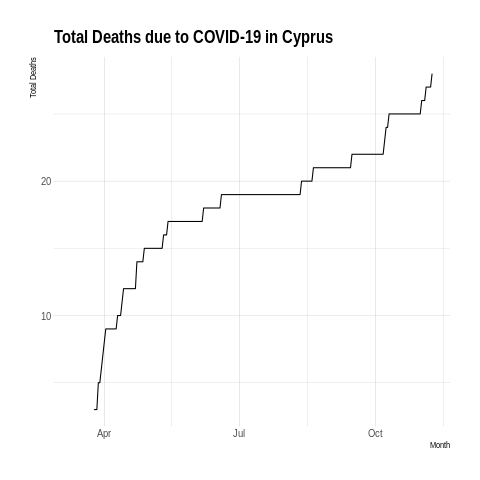 Total Deaths due to COVID-19 in Cyprus
Total Deaths
20
10
Apr Jul Oct
Month